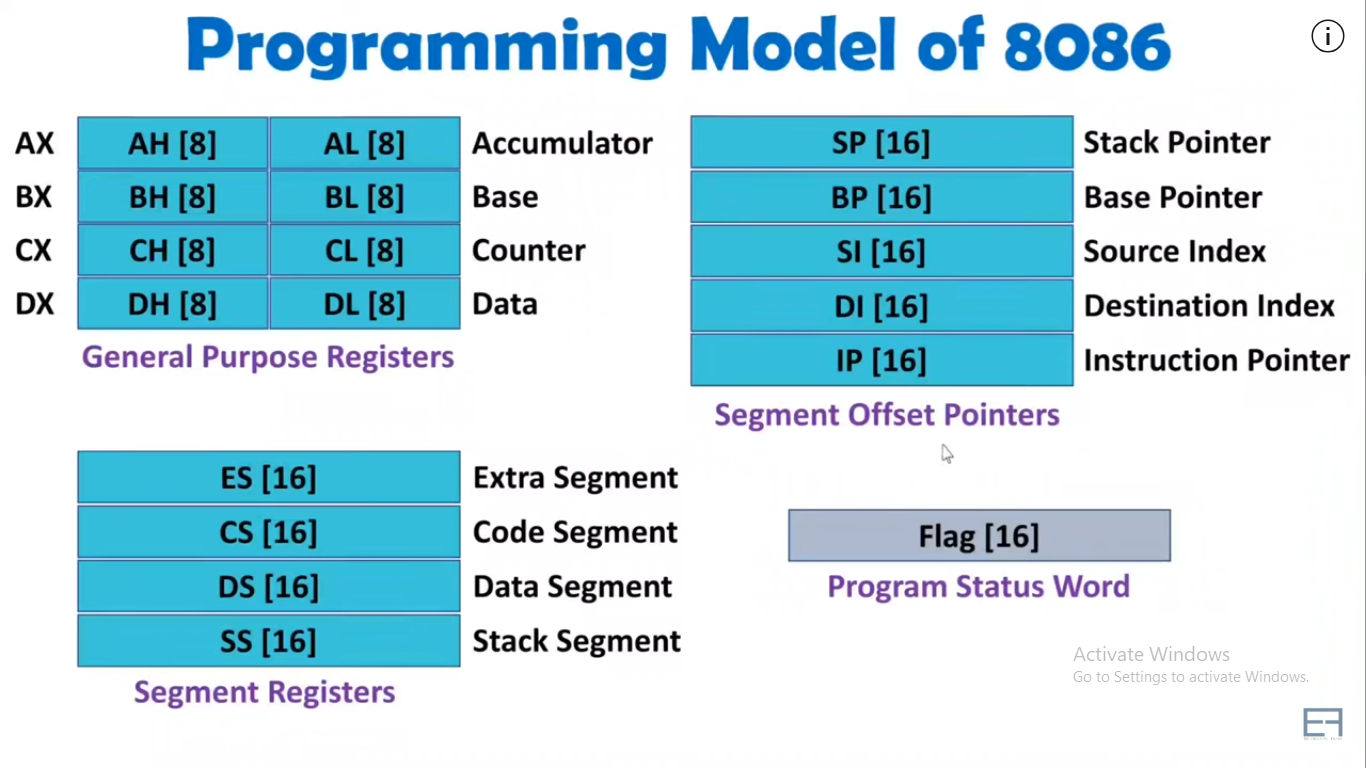 Programming Model of 8086
AX AH [8] AL [8] Accumulator
BX BH [8] BL [8] Base
CX CH [8] CL [8] Counter
DX DH [8] DL [8] Data
General Purpose Registers
SP [16] Stack Pointer
BP [16] Base Pointer
SI [16] Source Index
DI [16] Destination Index
IP [16] Instruction Pointer
Segment Offset Pointers
ES [16] Extra Segment
CS [16] Code Segment
DS [16] Data Segment
SS [16] Stack Segment
Segment Registers
Flag [16]
Program Status Word
Activate Windows
Go to Settings to activate Windows.
EF